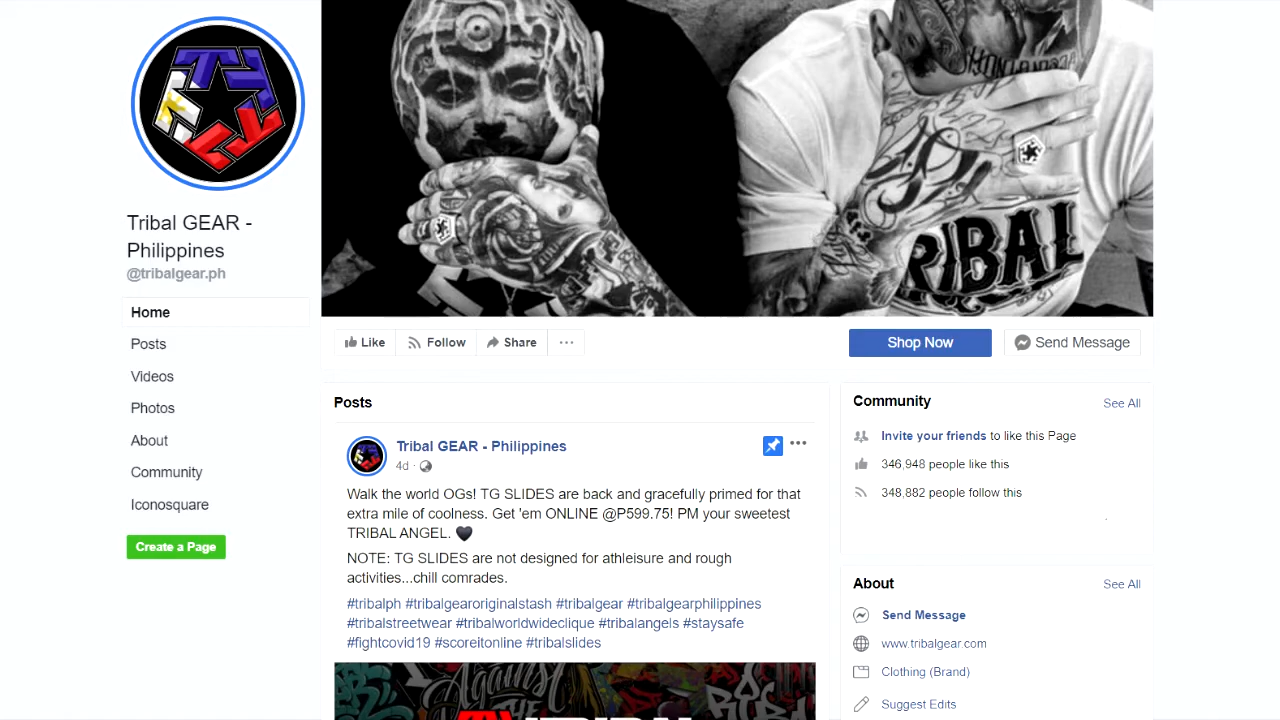 TRIBAL
Tribal GEAR -
Philippines
@tribalgear.ph
Home
Posts
Videos
Photos
About
Community
Iconosquare
Create a Page
Like
Follow
Share
Shop Now
Send Message
Posts
Tribal GEAR - Philippines
4d ·
Walk the world OGs! TG SLIDES are back and gracefully primed for that
extra mile of coolness. Get 'em ONLINE @P599.75! PM your sweetest
TRIBAL ANGEL. 🖤
NOTE: TG SLIDES are not designed for athleisure and rough
activities...chill comrades.
#tribalph #tribalgearoriginalstash #tribalgear #tribalgearphilippines
#tribalstreetwear #tribalworldwideclique #tribalangels #staysafe
#fightcovid19 #scoreitonline #tribalslides
Against
THE
TRIBAL
Community
See All
Invite your friends to like this Page
346,948 people like this
348,882 people follow this
About
See All
Send Message
www.tribalgear.com
Clothing (Brand)
Suggest Edits